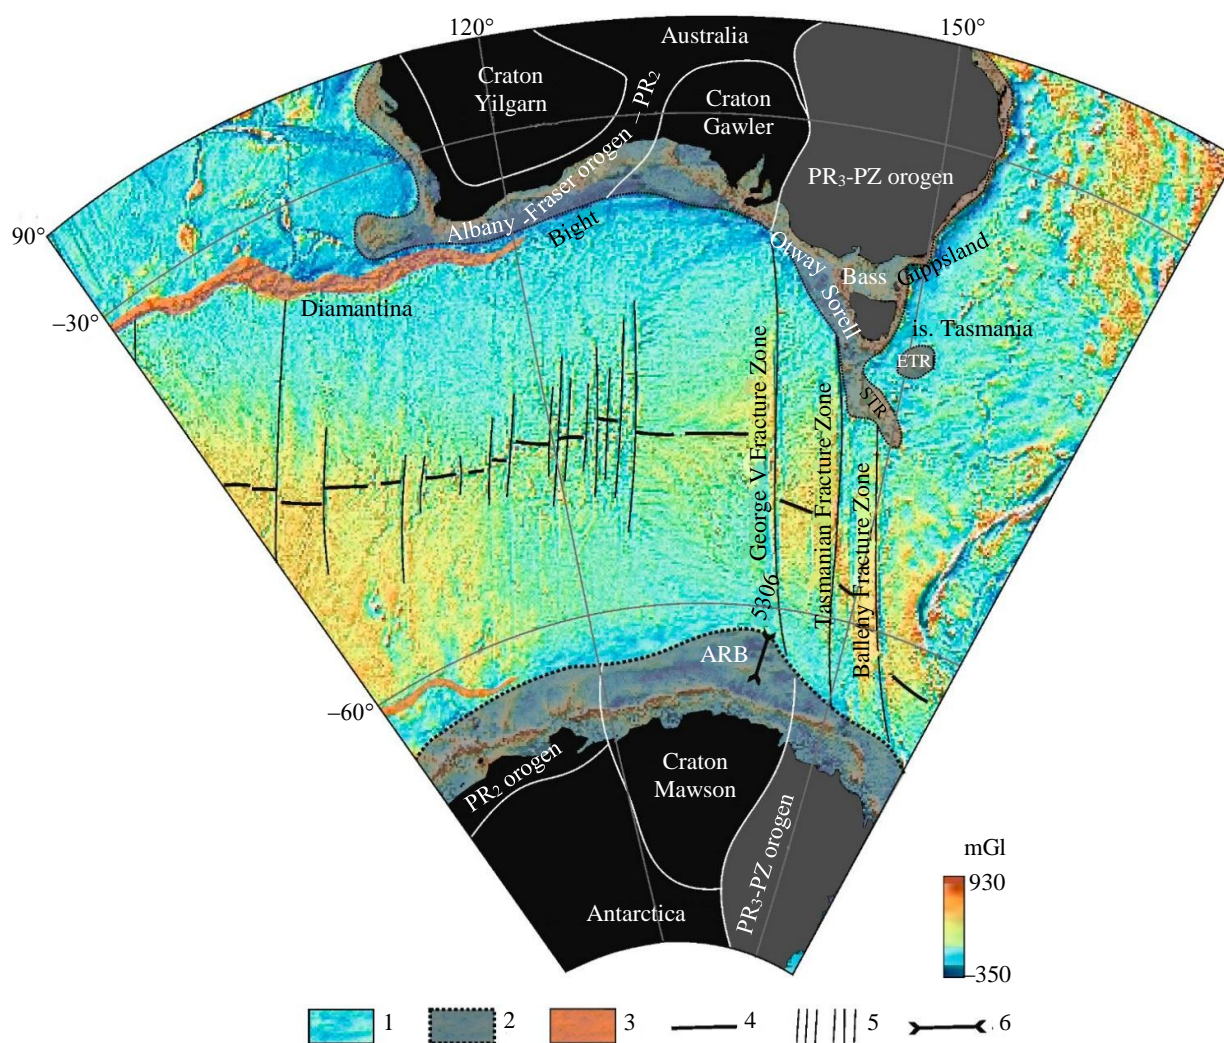 120°
150°
Australia
Craton
Yilgarn
Craton
Gawler
Albany -Fraser orogen – PR₂
PR₃-PZ orogen
90°
Bight
Otway
Bass
Gippsland
Sorell
–30°
Diamantina
is. Tasmania
ETR
STR
George V Fracture Zone
Tasmanian Fracture Zone
Balleny Fracture Zone
5306
ARB
–60°
PR₂ orogen
Craton
Mawson
PR₃-PZ orogen
Antarctica
mGl
930
–350
1
2
3
4
5
6